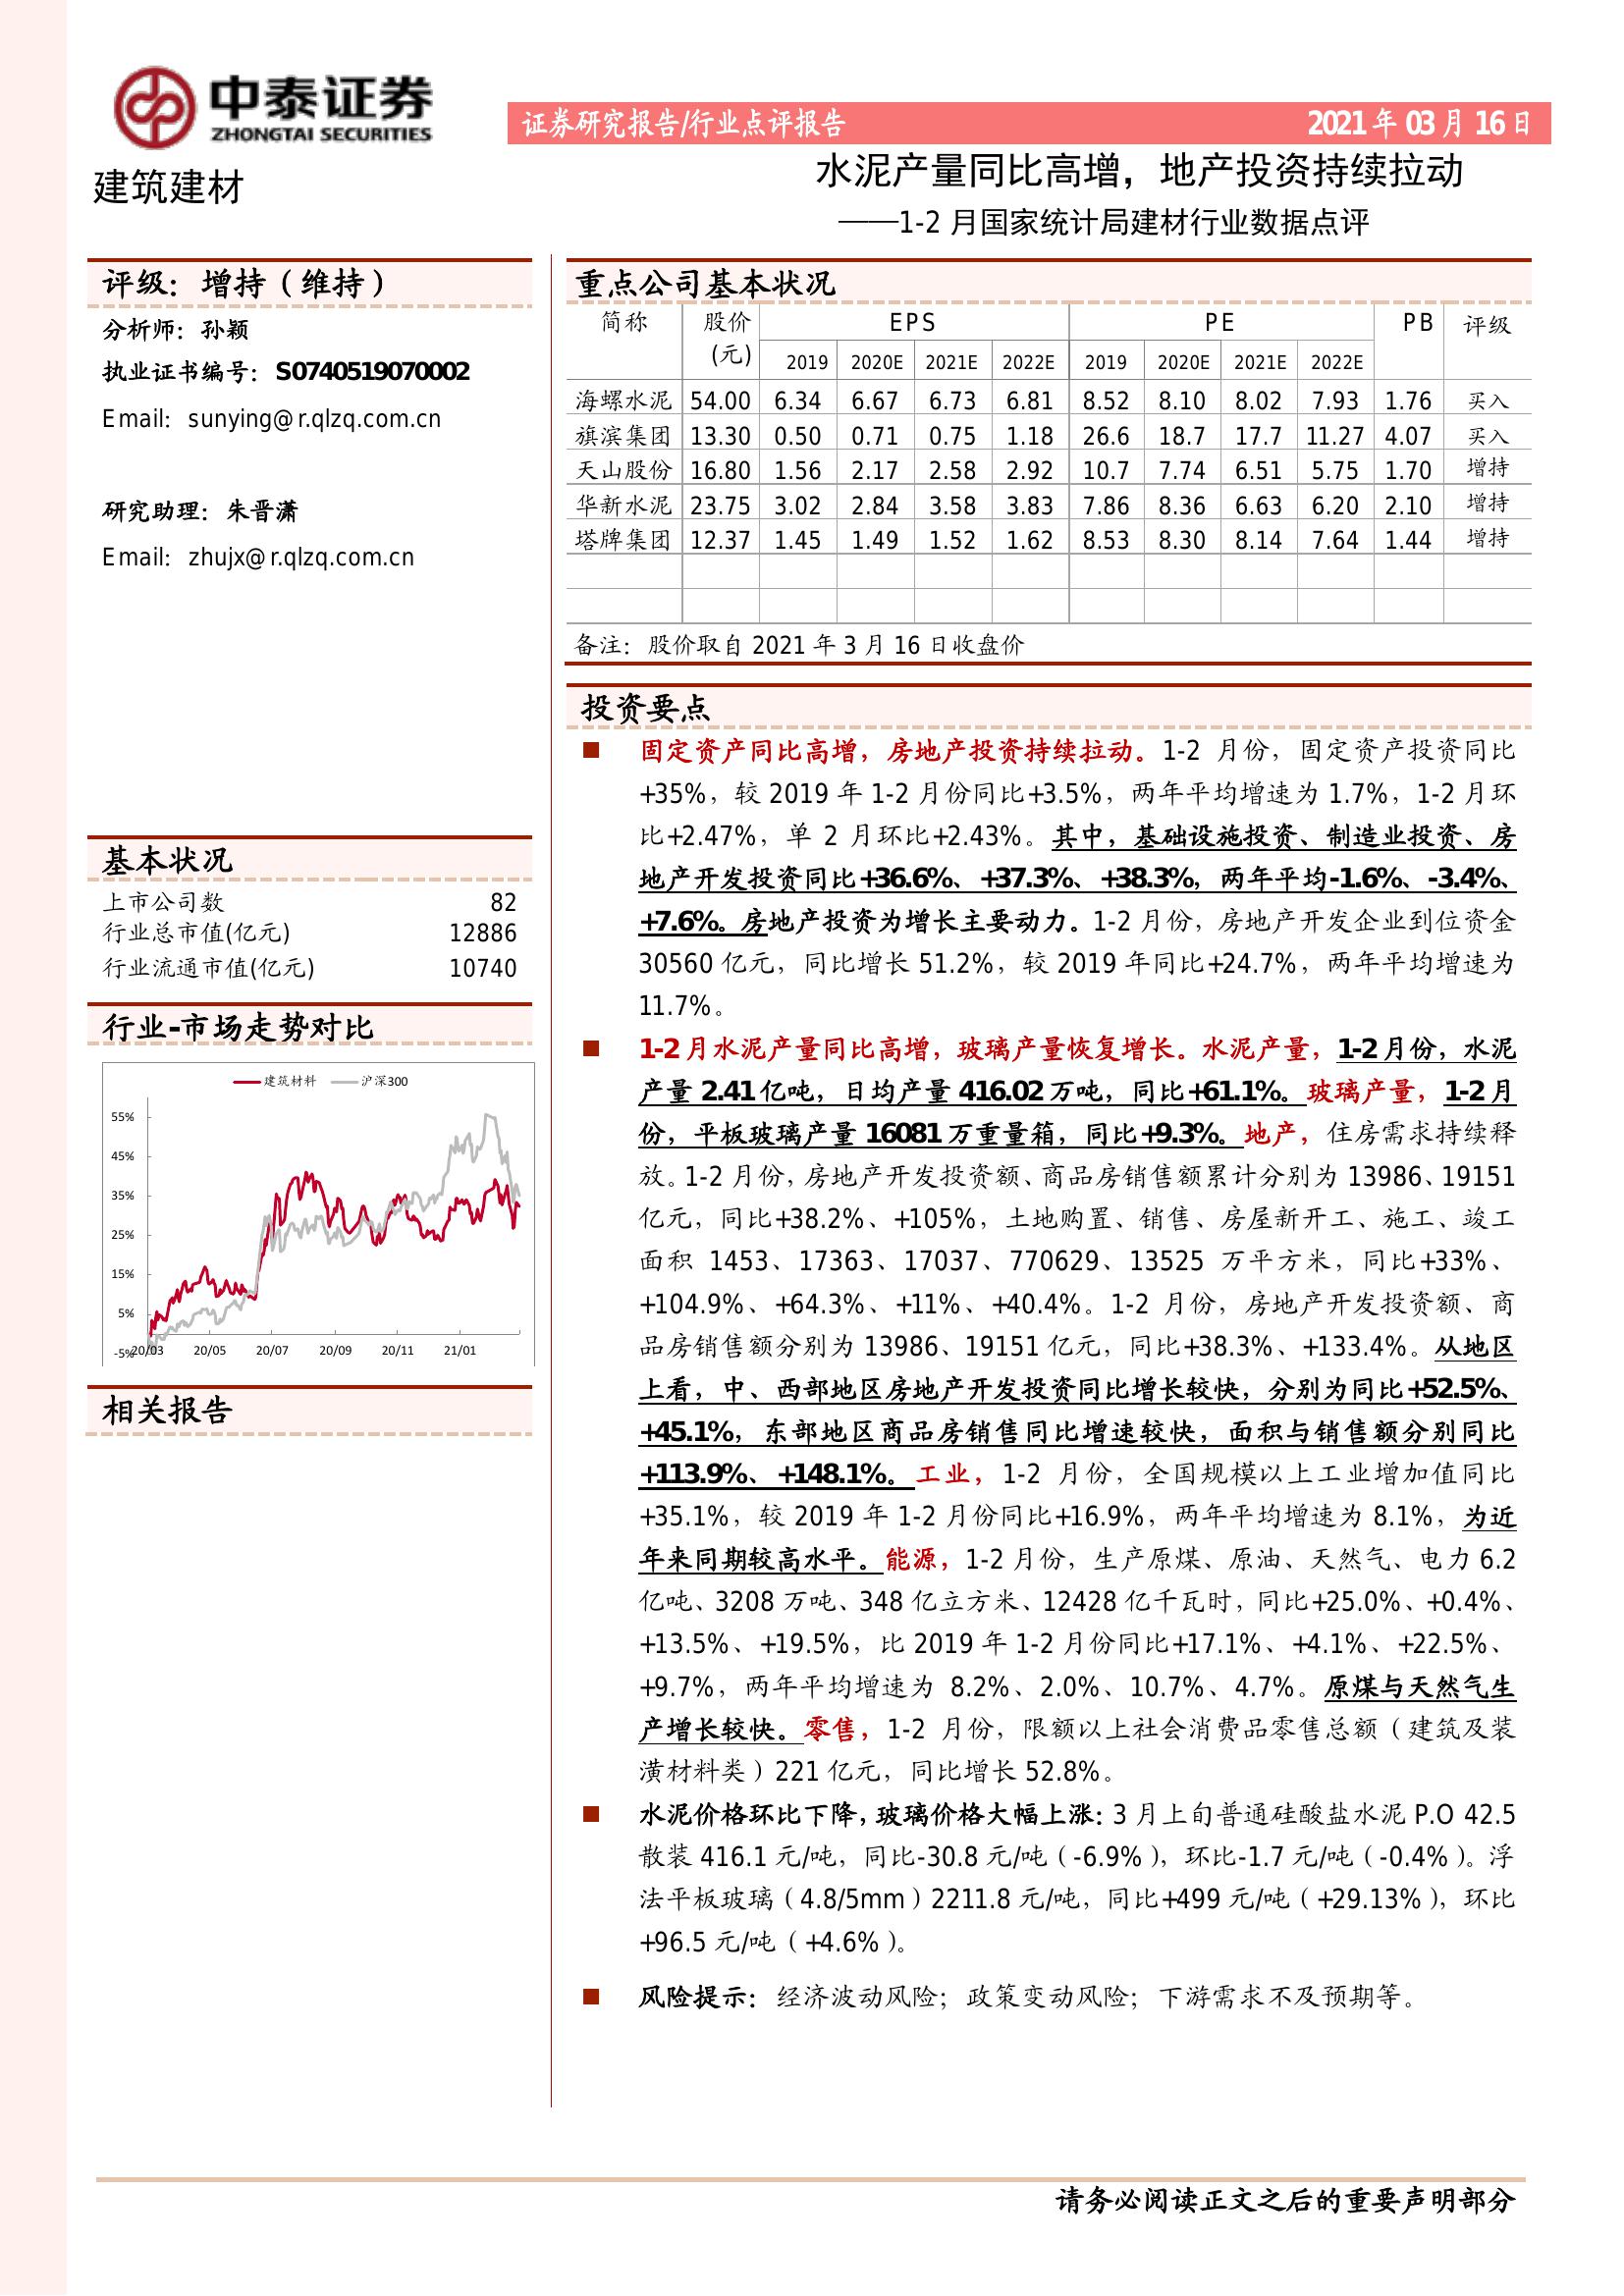 中泰证券
ZHONGTAI SECURITIES
证券研究报告/行业点评报告 2021 年 03 月 16 日
建筑建材
水泥产量同比高增，地产投资持续拉动
——1-2 月国家统计局建材行业数据点评
评级：增持（维持）
分析师：孙颖
执业证书编号：S0740519070002
Email：sunying@r.qlzq.com.cn
研究助理：朱晋潇
Email：zhujx@r.qlzq.com.cn
基本状况
上市公司数 82
行业总市值(亿元) 12886
行业流通市值(亿元) 10740
行业-市场走势对比
建筑材料 沪深300
55%
45%
35%
25%
15%
5%
-5%
20/03 20/05 20/07 20/09 20/11 21/01
相关报告
重点公司基本状况
简称 股价 EPS PE PB 评级
(元) 2019 2020E 2021E 2022E 2019 2020E 2021E 2022E
海螺水泥 54.00 6.34 6.67 6.73 6.81 8.52 8.10 8.02 7.93 1.76 买入
旗滨集团 13.30 0.50 0.71 0.75 1.18 26.6 18.7 17.7 11.27 4.07 买入
天山股份 16.80 1.56 2.17 2.58 2.92 10.7 7.74 6.51 5.75 1.70 增持
华新水泥 23.75 3.02 2.84 3.58 3.83 7.86 8.36 6.63 6.20 2.10 增持
塔牌集团 12.37 1.45 1.49 1.52 1.62 8.53 8.30 8.14 7.64 1.44 增持
备注：股价取自 2021 年 3 月 16 日收盘价
投资要点
固定资产同比高增，房地产投资持续拉动。1-2 月份，固定资产投资同比
+35%，较 2019 年 1-2 月份同比+3.5%，两年平均增速为 1.7%，1-2 月环
比+2.47%，单 2 月环比+2.43%。其中，基础设施投资、制造业投资、房
地产开发投资同比+36.6%、+37.3%、+38.3%，两年平均-1.6%、-3.4%、
+7.6%。房地产投资为增长主要动力。1-2 月份，房地产开发企业到位资金
30560 亿元，同比增长 51.2%，较 2019 年同比+24.7%，两年平均增速为
11.7%。
1-2 月水泥产量同比高增，玻璃产量恢复增长。水泥产量，1-2 月份，水泥
产量 2.41 亿吨，日均产量 416.02 万吨，同比+61.1%。玻璃产量，1-2 月
份，平板玻璃产量 16081 万重量箱，同比+9.3%。地产，住房需求持续释
放。1-2 月份，房地产开发投资额、商品房销售额累计分别为 13986、19151
亿元，同比+38.2%、+105%，土地购置、销售、房屋新开工、施工、竣工
面积 1453、17363、17037、770629、13525 万平方米，同比+33%、
+104.9%、+64.3%、+11%、+40.4%。1-2 月份，房地产开发投资额、商
品房销售额分别为 13986、19151 亿元，同比+38.3%、+133.4%。从地区
上看，中、西部地区房地产开发投资同比增长较快，分别为同比+52.5%、
+45.1%，东部地区商品房销售同比增速较快，面积与销售额分别同比
+113.9%、+148.1%。工业，1-2 月份，全国规模以上工业增加值同比
+35.1%，较 2019 年 1-2 月份同比+16.9%，两年平均增速为 8.1%，为近
年来同期较高水平。能源，1-2 月份，生产原煤、原油、天然气、电力 6.2
亿吨、3208 万吨、348 亿立方米、12428 亿千瓦时，同比+25.0%、+0.4%、
+13.5%、+19.5%，比 2019 年 1-2 月份同比+17.1%、+4.1%、+22.5%、
+9.7%，两年平均增速为 8.2%、2.0%、10.7%、4.7%。原煤与天然气生
产增长较快。零售，1-2 月份，限额以上社会消费品零售总额（建筑及装
潢材料类）221 亿元，同比增长 52.8%。
水泥价格环比下降，玻璃价格大幅上涨：3 月上旬普通硅酸盐水泥 P.O 42.5
散装 416.1 元/吨，同比-30.8 元/吨（-6.9%），环比-1.7 元/吨（-0.4%）。浮
法平板玻璃（4.8/5mm）2211.8 元/吨，同比+499 元/吨（+29.13%），环比
+96.5 元/吨（+4.6%）。
风险提示：经济波动风险；政策变动风险；下游需求不及预期等。
请务必阅读正文之后的重要声明部分